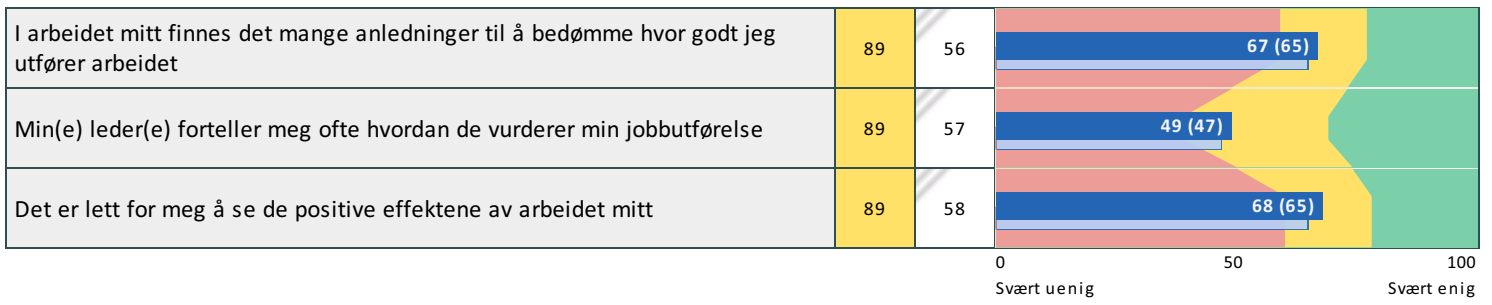 I arbeidet mitt finnes det mange anledninger til å bedømme hvor godt jeg
utfører arbeidet
89
56
67 (65)
Min(e) leder(e) forteller meg ofte hvordan de vurderer min jobbutførelse
89
57
49 (47)
Det er lett for meg å se de positive effektene av arbeidet mitt
89
58
68 (65)
0
50
100
Svært uenig
Svært enig